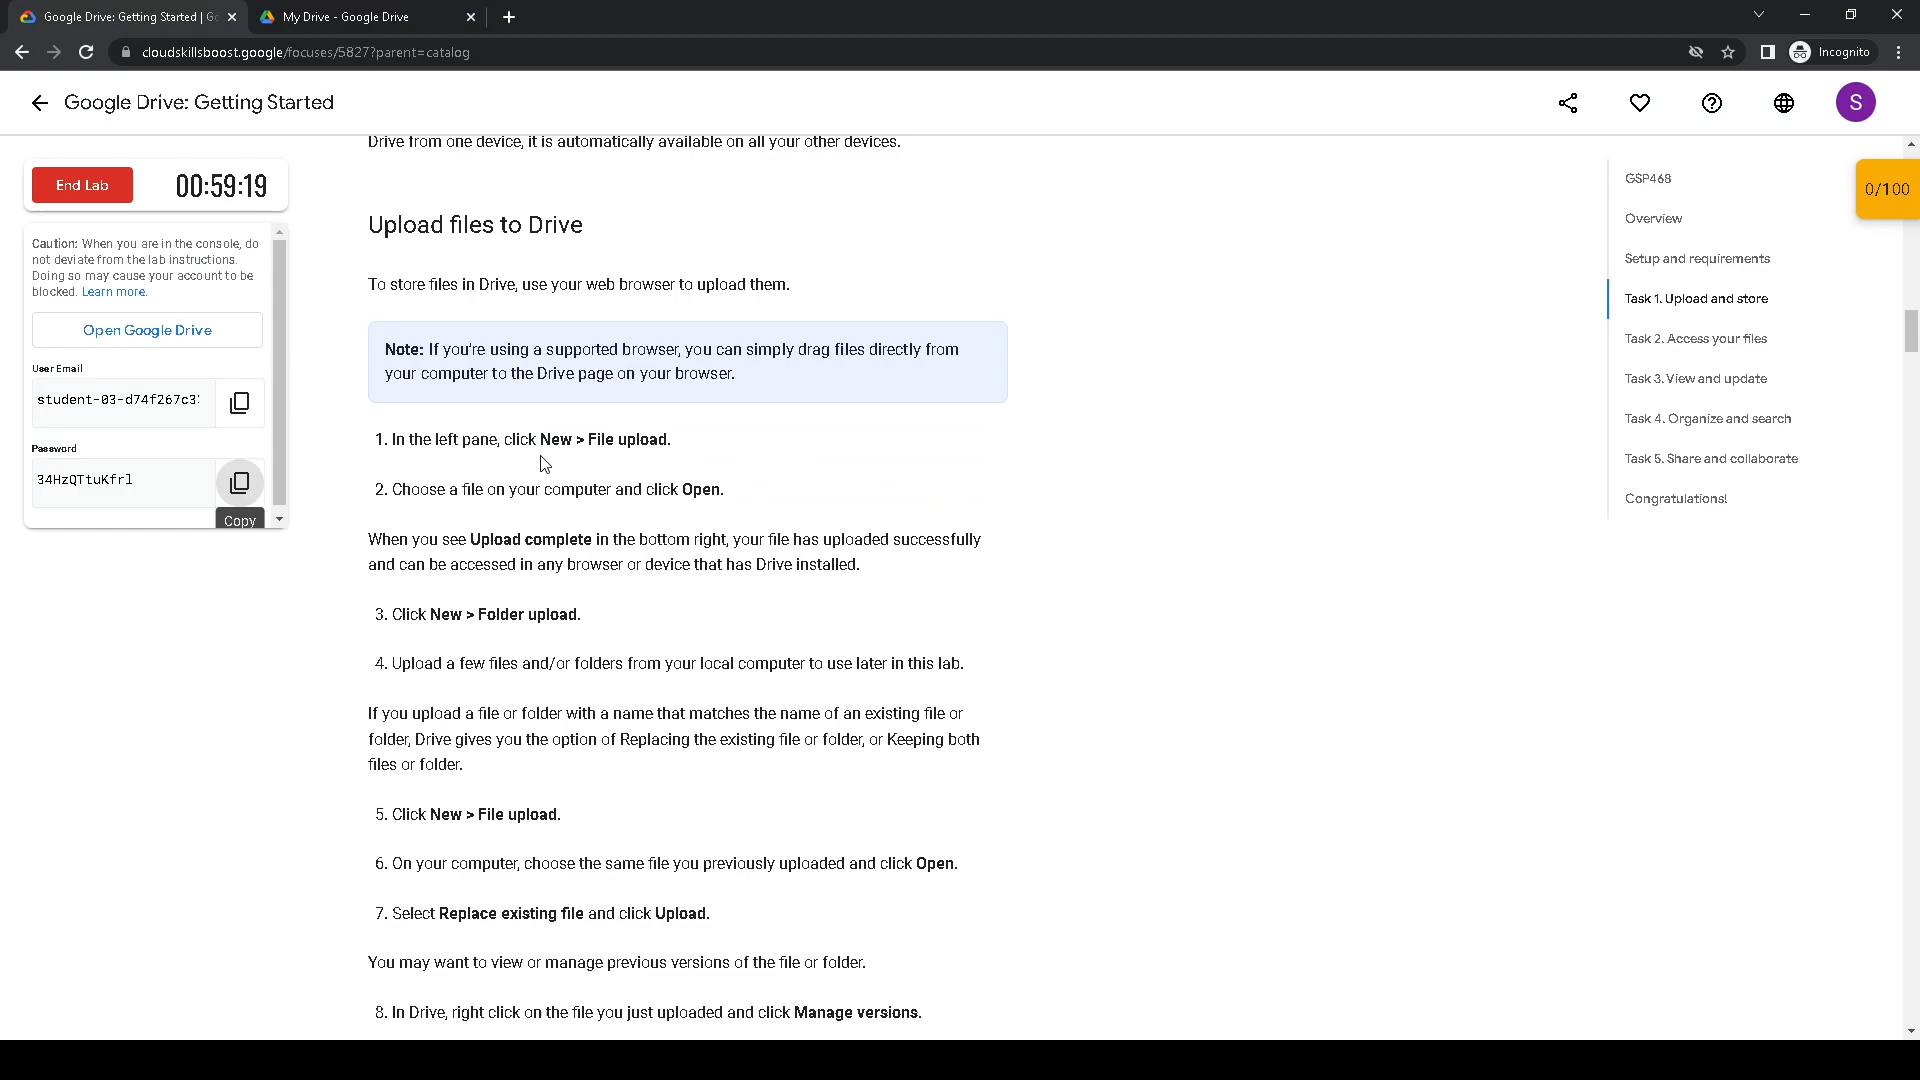 Google Drive: Getting Started | Go
My Drive - Google Drive
cloudskillsboost.google/focuses/5827?parent=catalog
Incognito
Google Drive: Getting Started
S
Drive from one device, it is automatically available on all your other devices.
End Lab
00:59:19
Caution: When you are in the console, do
not deviate from the lab instructions.
Doing so may cause your account to be
blocked. Learn more.
Open Google Drive
User Email
student-03-d74f267c3
Password
34HzQTtuKfrl
Copy
Upload files to Drive
To store files in Drive, use your web browser to upload them.
Note: If you're using a supported browser, you can simply drag files directly from
your computer to the Drive page on your browser.
1. In the left pane, click New > File upload.
2. Choose a file on your computer and click Open.
When you see Upload complete in the bottom right, your file has uploaded successfully
and can be accessed in any browser or device that has Drive installed.
3. Click New > Folder upload.
4. Upload a few files and/or folders from your local computer to use later in this lab.
If you upload a file or folder with a name that matches the name of an existing file or
folder, Drive gives you the option of Replacing the existing file or folder, or Keeping both
files or folder.
5. Click New > File upload.
6. On your computer, choose the same file you previously uploaded and click Open.
7. Select Replace existing file and click Upload.
You may want to view or manage previous versions of the file or folder.
8. In Drive, right click on the file you just uploaded and click Manage versions.
GSP468
Overview
Setup and requirements
Task 1. Upload and store
Task 2. Access your files
Task 3. View and update
Task 4. Organize and search
Task 5. Share and collaborate
Congratulations!
0/100